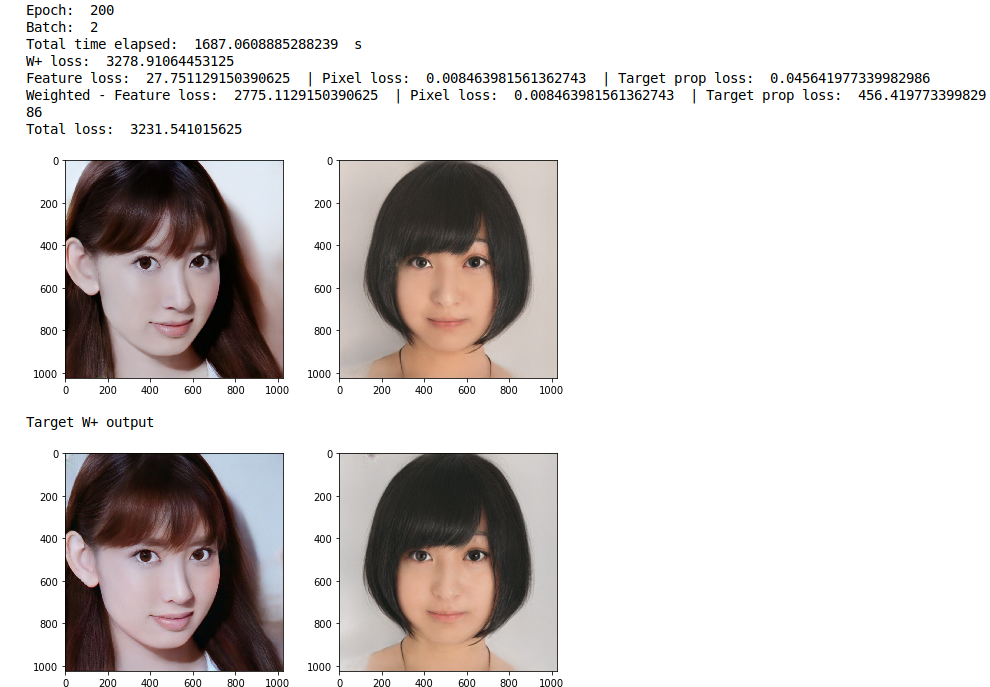 Epoch:  200
Batch:  2
Total time elapsed:  1687.0608885288239  s
W+ loss:  3278.91064453125
Feature loss:  27.751129150390625  | Pixel loss:  0.008463981561362743  | Target prop loss:  0.045641977339982986
Weighted - Feature loss:  2775.1129150390625  | Pixel loss:  0.008463981561362743  | Target prop loss:  456.419773399829
86
Total loss:  3231.541015625
0 0
200 200
400 400
600 600
800 800
1000 1000
0 200 400 600 800 1000 0 200 400 600 800 1000
Target W+ output
0 0
200 200
400 400
600 600
800 800
1000 1000
0 200 400 600 800 1000 0 200 400 600 800 1000